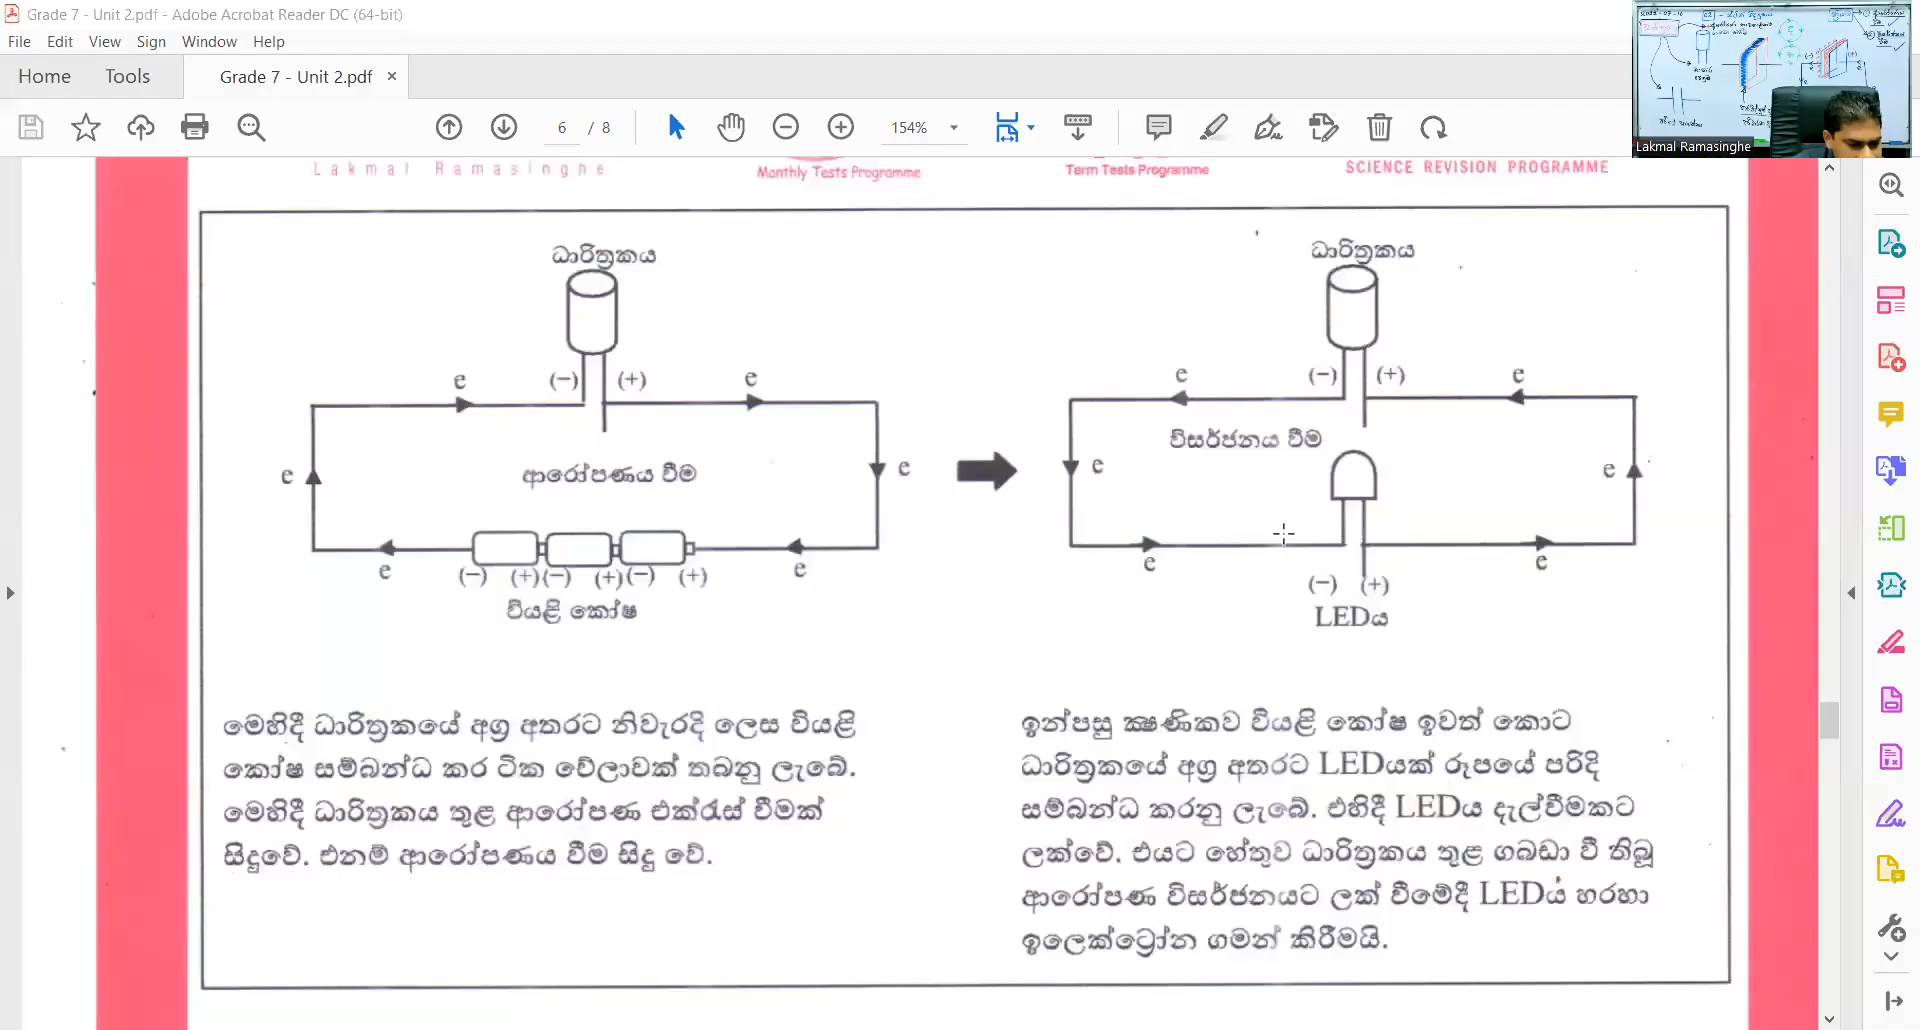 Grade 7 - Unit 2.pdf - Adobe Acrobat Reader DC (64-bit)
File Edit View Sign Window Help
Home Tools Grade 7 - Unit 2.pdf ×
6 / 8 154%
Lakmal Ramasinghe
Lakmal Ramasinghe Monthly Tests Programme Term Tests Programme SCIENCE REVISION PROGRAMME
ධාරිත්‍රකය
e (−) (+) e
e ආරෝපණය වීම e
e (−) (+) (−) (+) (−) (+) e
වියළි කෝෂ
ධාරිත්‍රකය
e (−) (+) e
විසර්ජනය වීම
e e
e (−) (+) e
LEDය
මෙහිදී ධාරිත්‍රකයේ අග්‍ර අතරට නිවැරදි ලෙස වියළි
කෝෂ සම්බන්ධ කර ටික වේලාවක් තබනු ලැබේ.
මෙහිදී ධාරිත්‍රකය තුළ ආරෝපණ එක්රැස් වීමක්
සිදුවේ. එනම් ආරෝපණය වීම සිදු වේ.
ඉන්පසු ක්‍ෂණිකව වියළි කෝෂ ඉවත් කොට
ධාරිත්‍රකයේ අග්‍ර අතරට LEDයක් රූපයේ පරිදි
සම්බන්ධ කරනු ලැබේ. එහිදී LEDය දැල්වීමකට
ලක්වේ. එයට හේතුව ධාරිත්‍රකය තුළ ගබඩා වී තිබූ
ආරෝපණ විසර්ජනයට ලක් වීමේදී LEDය හරහා
ඉලෙක්ට්‍රෝන ගමන් කිරීමයි.